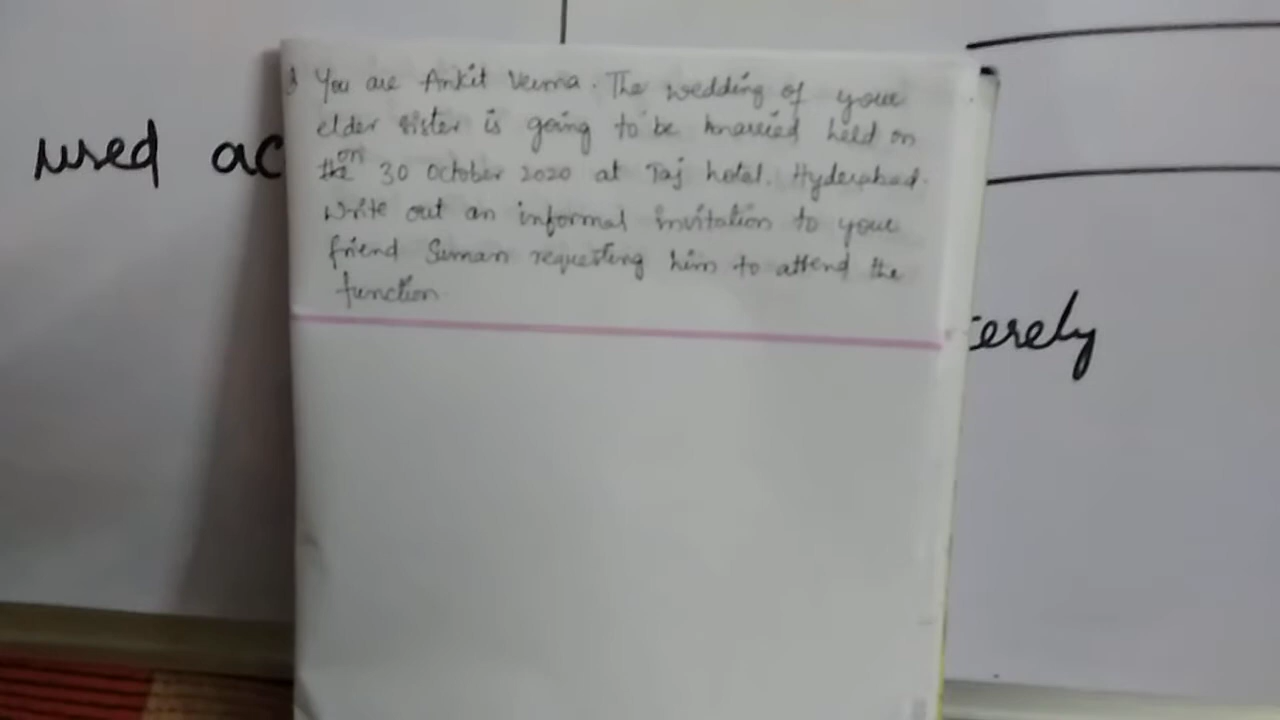 used ac
You are Ankit Verma. The wedding of your
elder sister is going to be married held on
the on 30 October 2020 at Taj hotel. Hyderabad.
Write out an informal invitation to your
friend Suman requesting him to attend the
function
erely